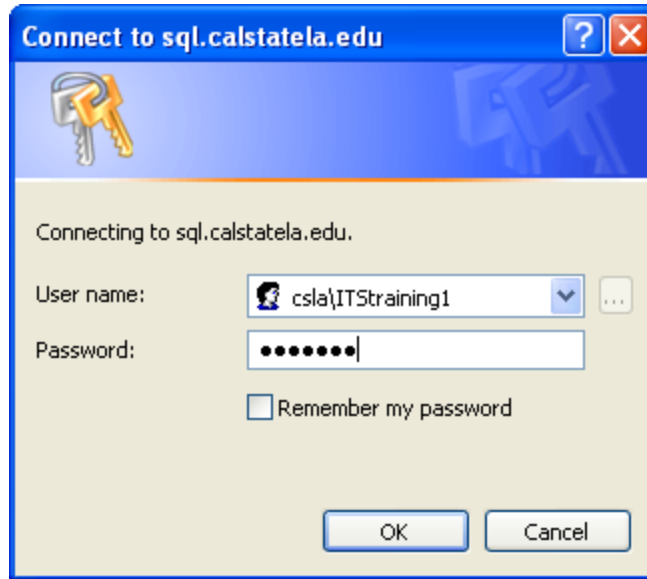 Connect to sql.calstatela.edu
Connecting to sql.calstatela.edu.
User name: csla\ITStraining1 ...
Password: •••••••
Remember my password
OK Cancel